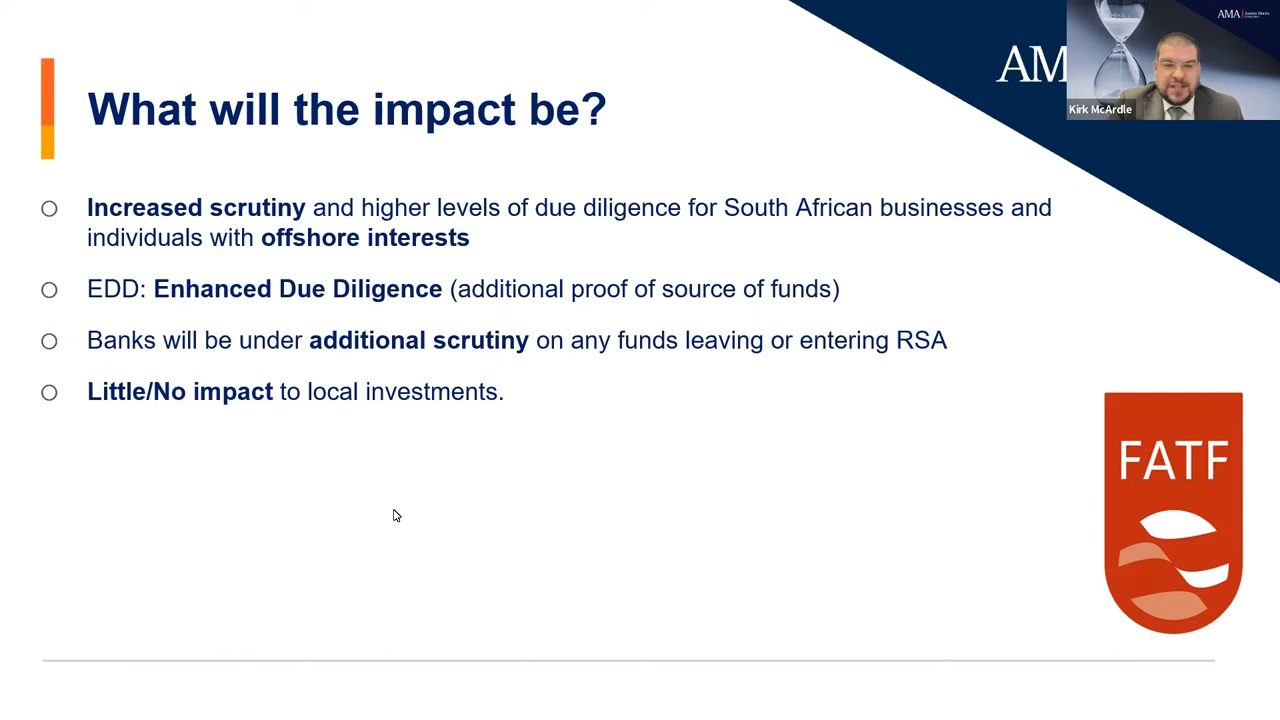 AMA
AM
Kirk McArdle
What will the impact be?
Increased scrutiny and higher levels of due diligence for South African businesses and
individuals with offshore interests
EDD: Enhanced Due Diligence (additional proof of source of funds)
Banks will be under additional scrutiny on any funds leaving or entering RSA
Little/No impact to local investments.
FATF